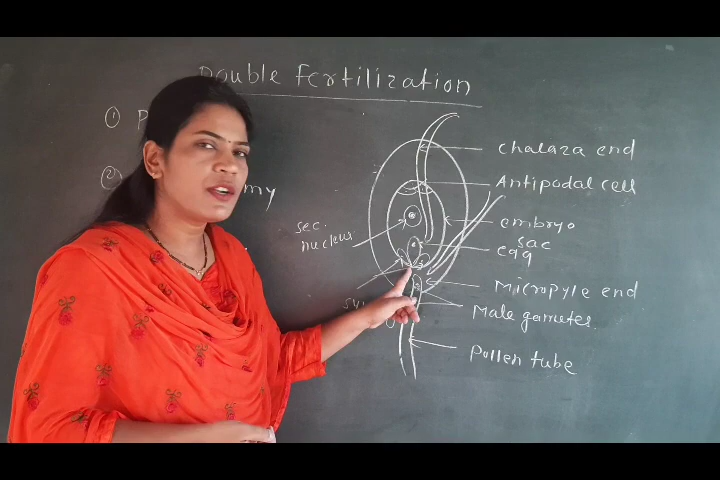 Double Fertilization
①
②
Chalaza end
Antipodal cell
embryo
sac
egg
sec.
nucleus
Micropyle end
Male gametes
Pollen tube